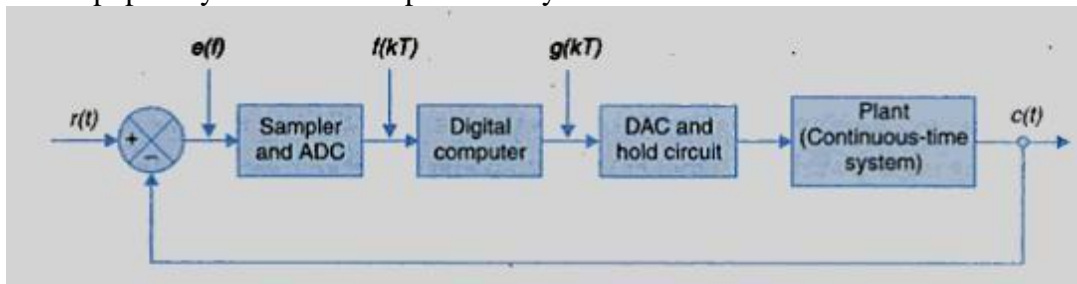 e(f) f(kT) g(kT)
r(t)
+
−
Sampler
and ADC
Digital
computer
DAC and
hold circuit
Plant
(Continuous-time
system)
c(t)